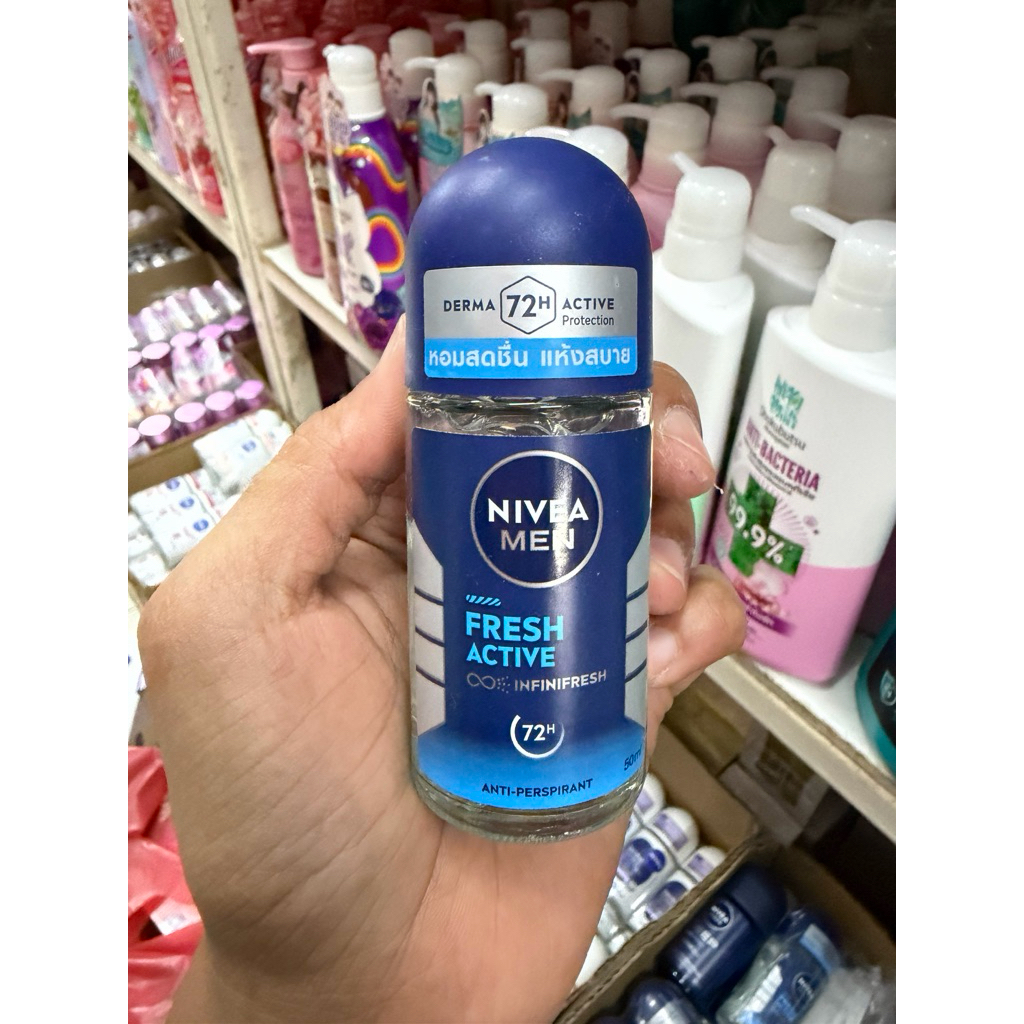 DERMA 72H ACTIVE
Protection
หอมสดชื่น แห้งสบาย
NIVEA
MEN
FRESH
ACTIVE
INFINIFRESH
72H
50ml
ANTI-PERSPIRANT
ANTI-BACTERIA
99.9%